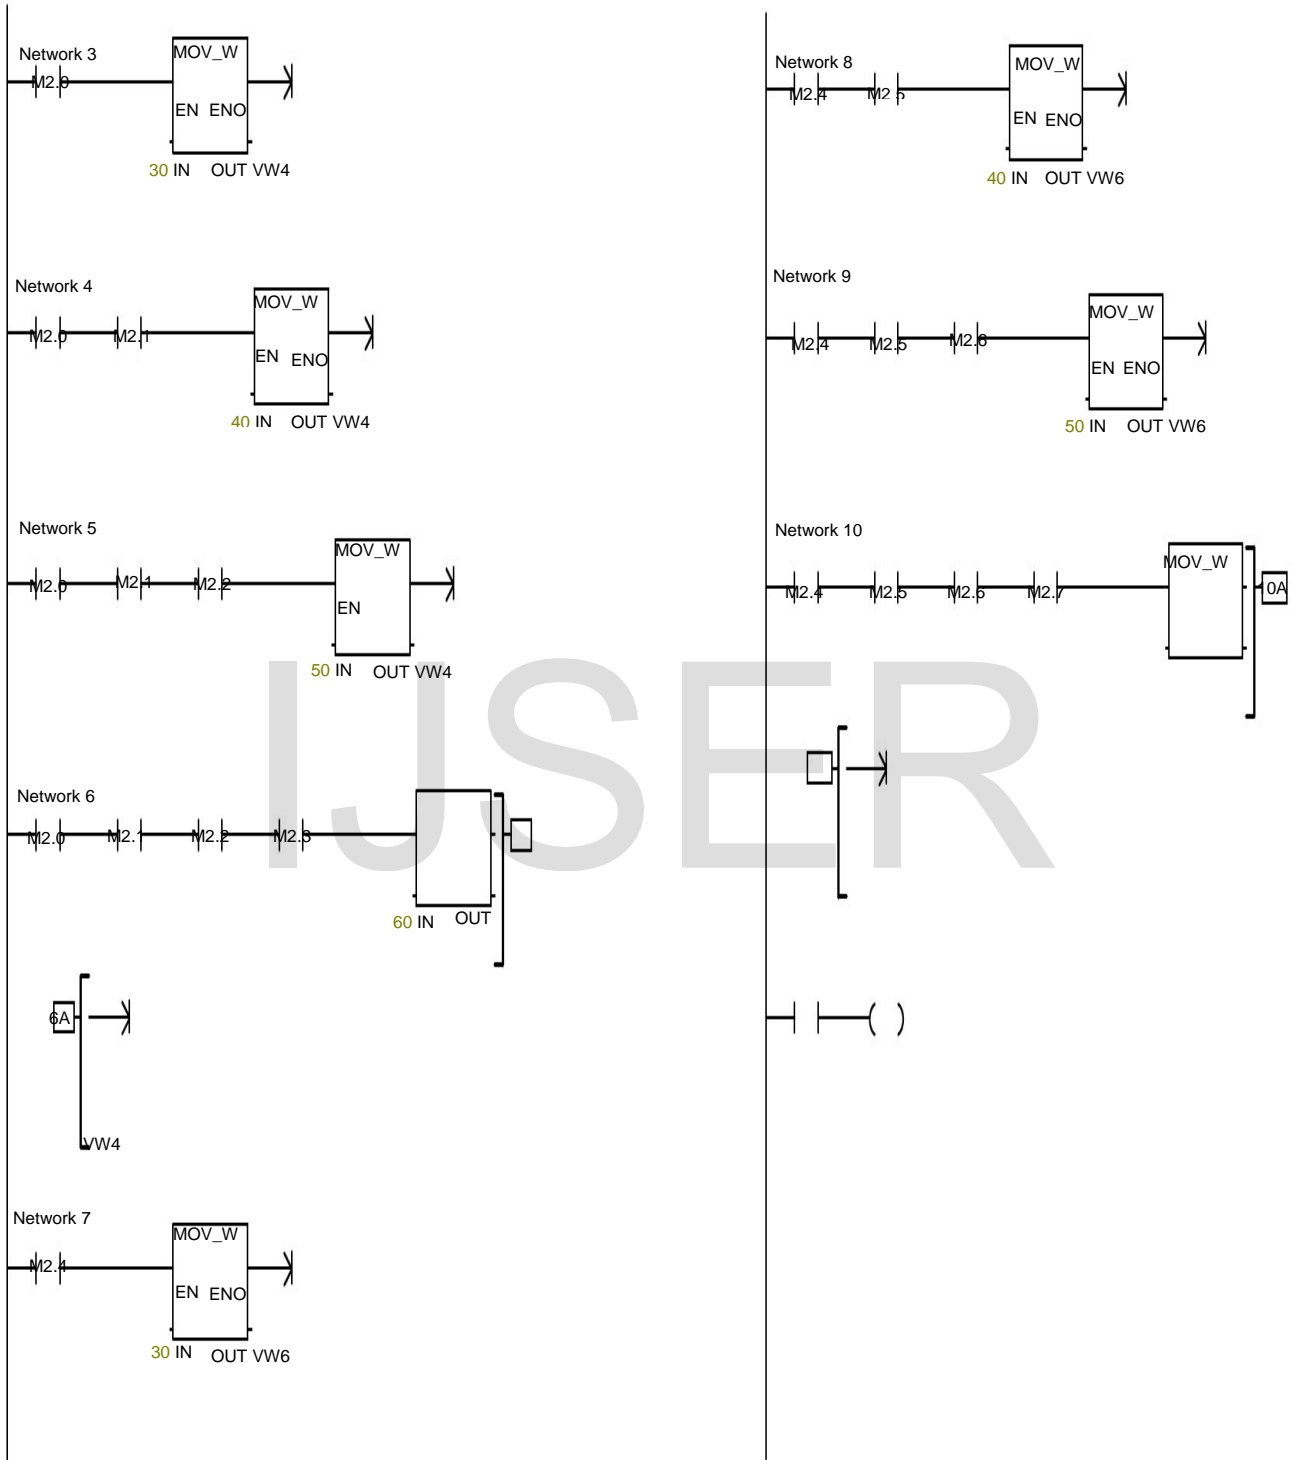 Network 3
MOV_W
M2.0
EN ENO
30 IN OUT VW4
Network 4
MOV_W
M2.0 M2.1
EN ENO
40 IN OUT VW4
Network 5
MOV_W
M2.0 M2.1 M2.2
EN
50 IN OUT VW4
Network 6
M2.0 M2.1 M2.2 M2.3
60 IN OUT
6A
VW4
Network 7
MOV_W
M2.4
EN ENO
30 IN OUT VW6
Network 8
MOV_W
M2.4 M2.5
EN ENO
40 IN OUT VW6
Network 9
MOV_W
M2.4 M2.5 M2.6
EN ENO
50 IN OUT VW6
Network 10
MOV_W
M2.4 M2.5 M2.6 M2.7
10A
IJSER